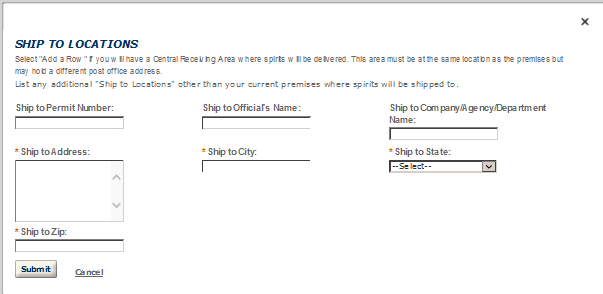 ×
SHIP TO LOCATIONS
Select "Add a Row " if you will have a Central Receiving Area where spirits will be delivered. This area must be at the same location as the premises but
may hold a different post office address.
List any additional "Ship to Locations" other than your current premises where spirits will be shipped to.
Ship to Permit Number: Ship to Official's Name: Ship to Company/Agency/Department
Name:
* Ship to Address: * Ship to City: * Ship to State:
--Select--
* Ship to Zip:
Submit Cancel